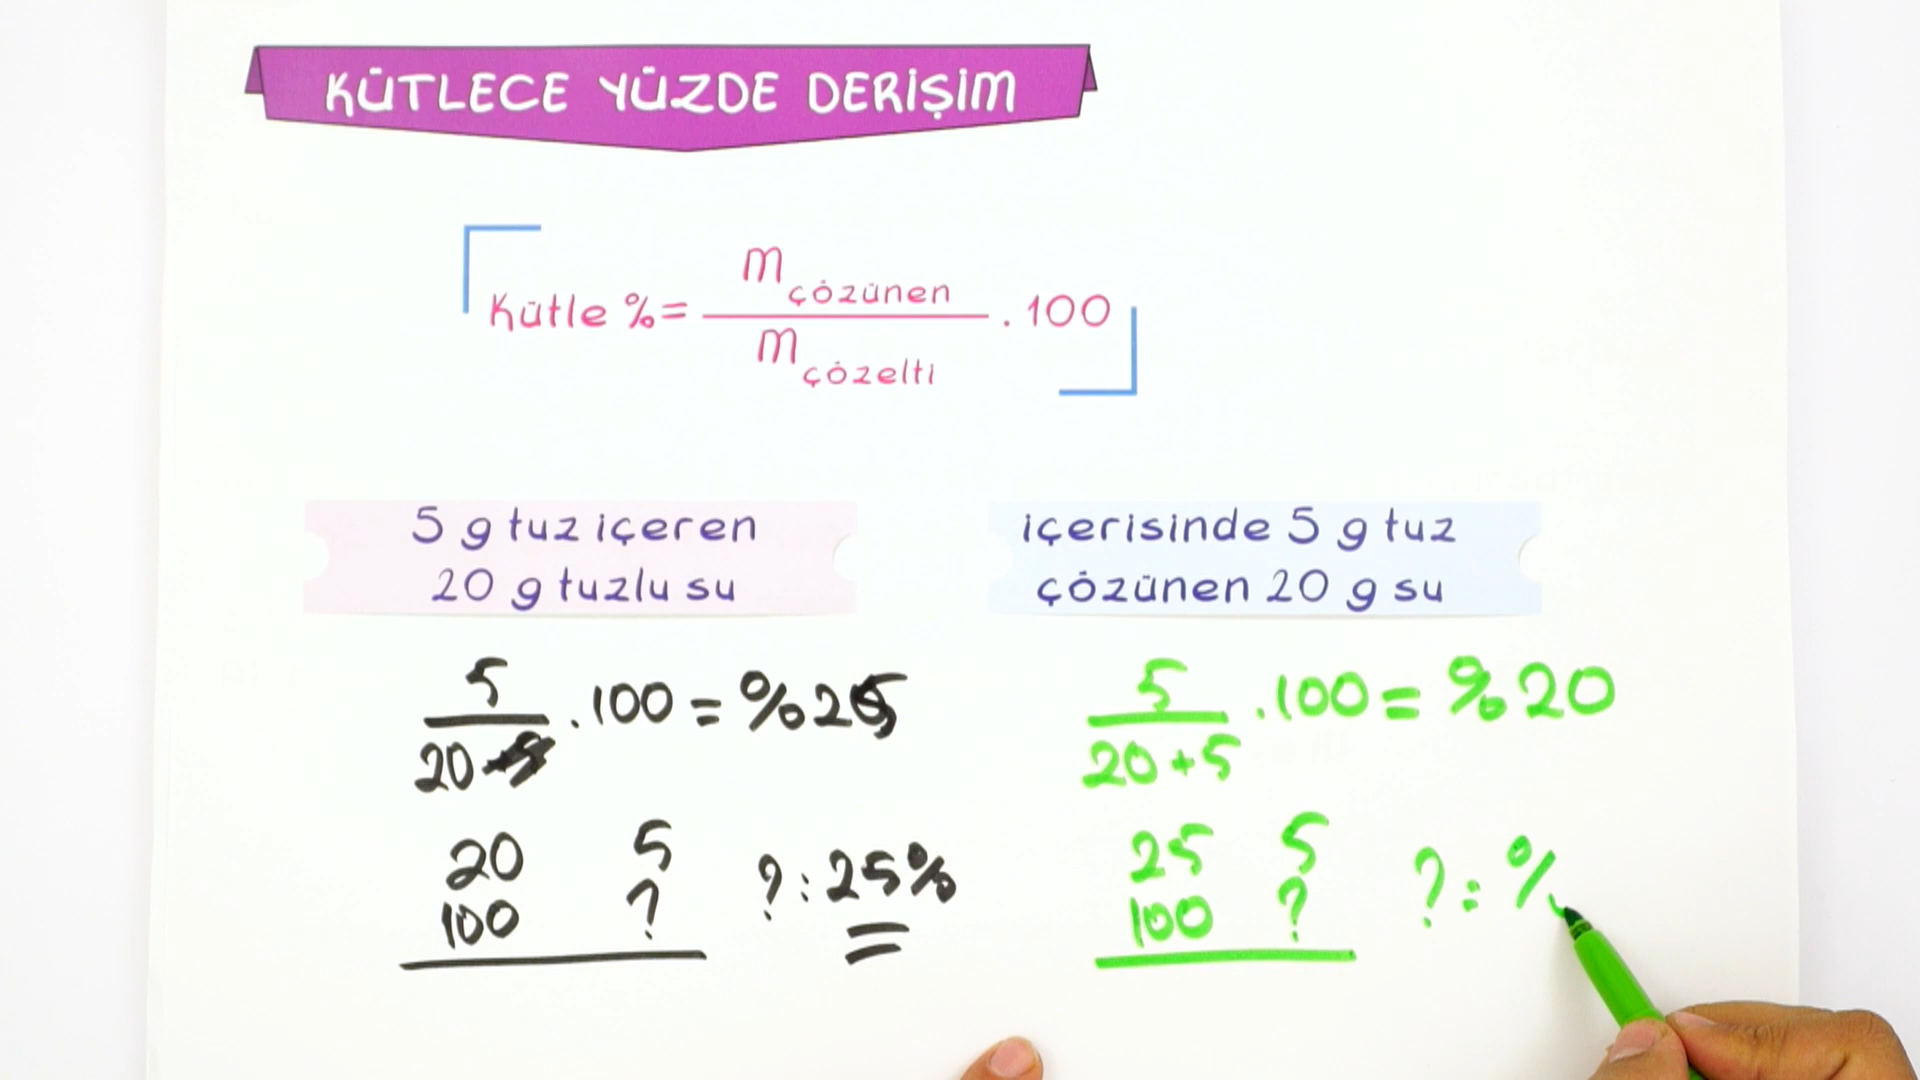 KÜTLECE YÜZDE DERİŞİM
Kütle % = m çözünen / m çözelti . 100
5 g tuz içeren
20 g tuzlu su
5 / 20 . 100 = %25
20 5
100 ? ? : 25%
içerisinde 5 g tuz
çözünen 20 g su
5 / 20+5 . 100 = %20
25 5
100 ? ? : %